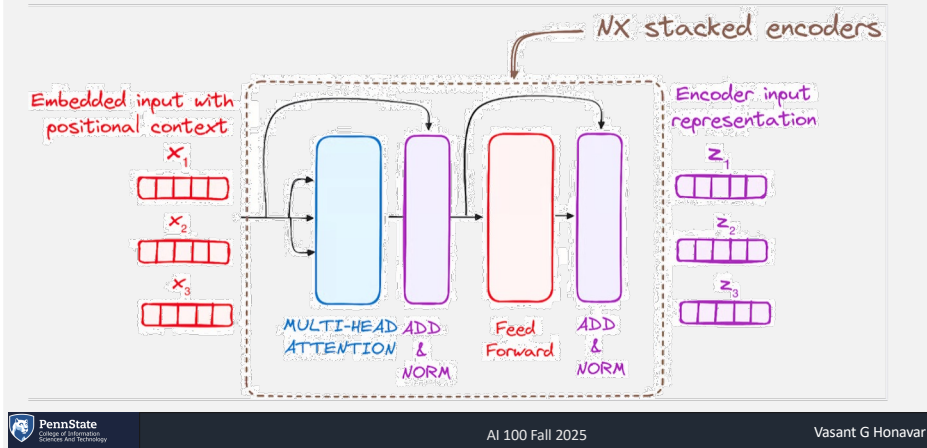 NX stacked encoders
Embedded input with
positional context
X1
X2
X3
MULTI-HEAD
ATTENTION
ADD
&
NORM
Feed
Forward
ADD
&
NORM
Encoder input
representation
Z1
Z2
Z3
PennState
College of Information
Sciences And Technology
AI 100 Fall 2025
Vasant G Honavar